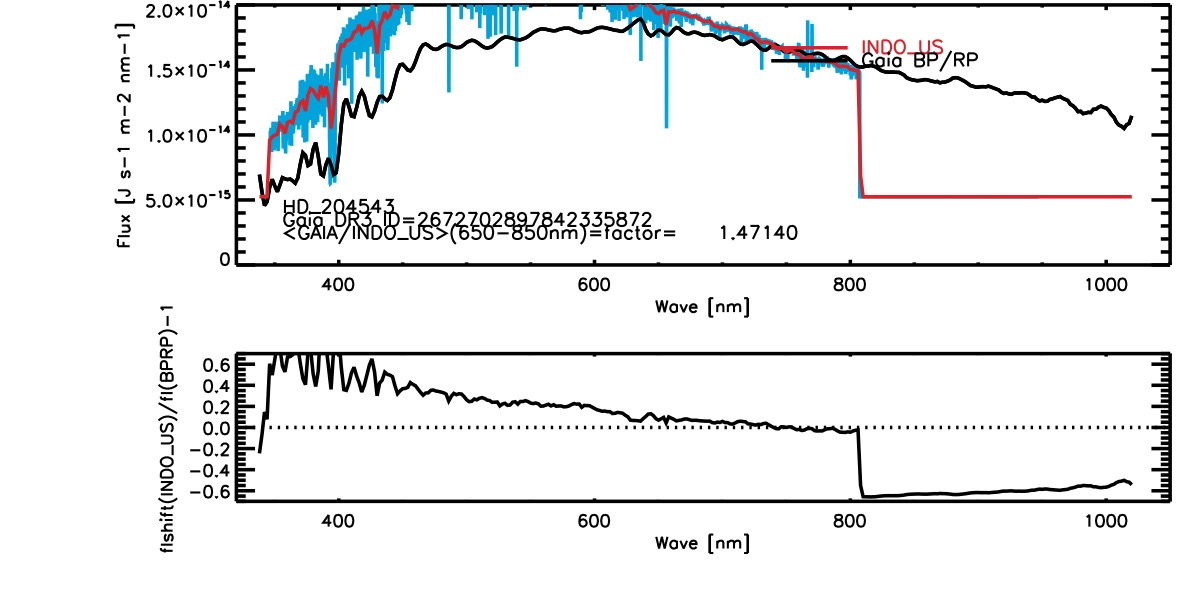 2.0×10−14
1.5×10−14
1.0×10−14
5.0×10−15
0
Flux [J s−1 m−2 nm−1]
INDO_US
Gaia BP/RP
HD_204543
Gaia DR3 ID=2672702897842335872
<GAIA/INDO_US>(650−850nm)=factor= 1.47140
400 600 800 1000
Wave [nm]
0.6
0.4
0.2
0.0
−0.2
−0.4
−0.6
flshift(INDO_US)/fl(BPRP)−1
400 600 800 1000
Wave [nm]